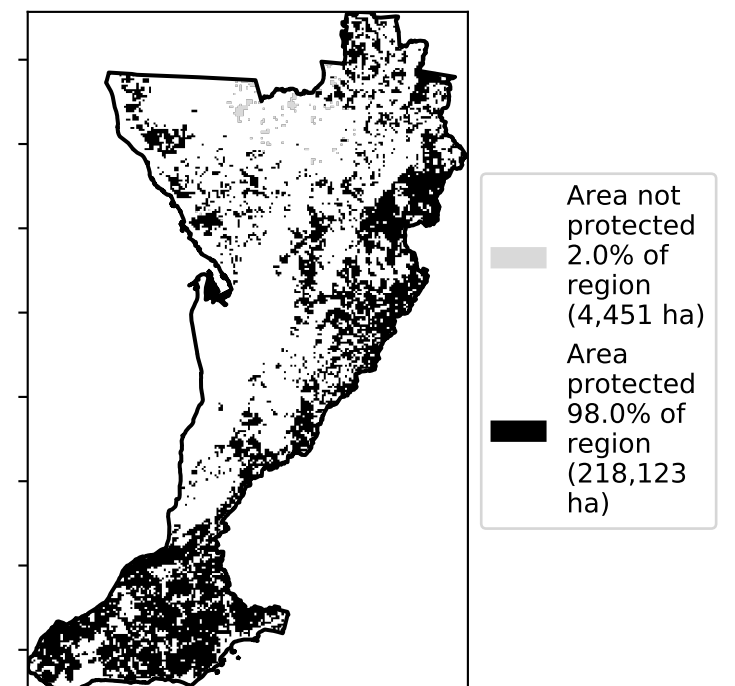 Area not
protected
2.0% of
region
(4,451 ha)
Area
protected
98.0% of
region
(218,123
ha)